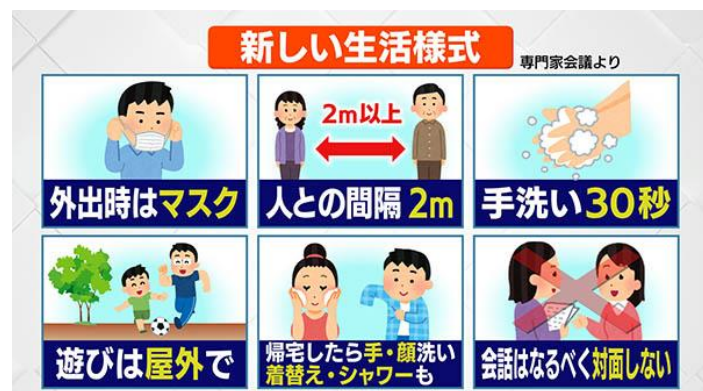 新しい生活様式
専門家会議より
2m以上
外出時はマスク
人との間隔 2m
手洗い30秒
遊びは屋外で
帰宅したら手・顔洗い
着替え・シャワーも
会話はなるべく対面しない